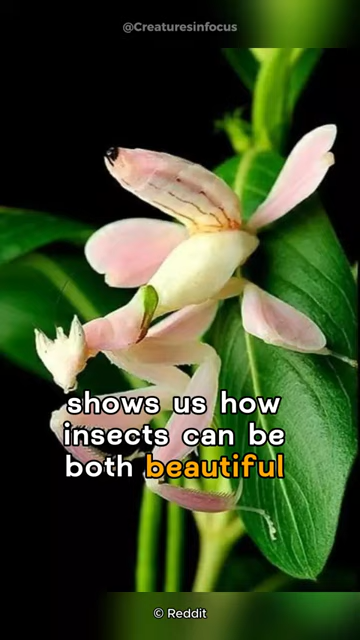 @Creaturesinfocus
shows us how
insects can be
both beautiful
© Reddit